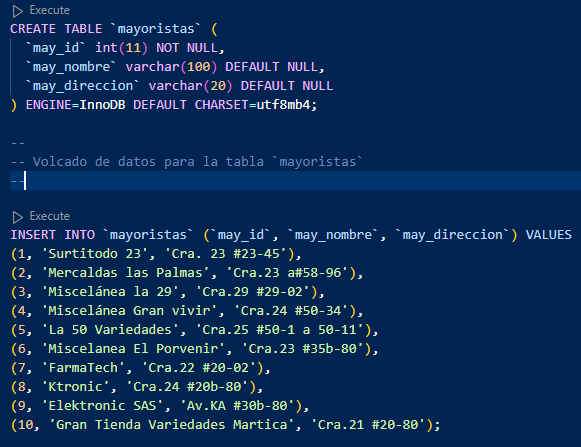 Execute
CREATE TABLE `mayoristas` (
`may_id` int(11) NOT NULL,
`may_nombre` varchar(100) DEFAULT NULL,
`may_direccion` varchar(20) DEFAULT NULL
) ENGINE=InnoDB DEFAULT CHARSET=utf8mb4;
--
-- Volcado de datos para la tabla `mayoristas`
--
Execute
INSERT INTO `mayoristas` (`may_id`, `may_nombre`, `may_direccion`) VALUES
(1, 'Surtitodo 23', 'Cra. 23 #23-45'),
(2, 'Mercaldas las Palmas', 'Cra.23 a#58-96'),
(3, 'Miscelánea la 29', 'Cra.29 #29-02'),
(4, 'Miscelánea Gran vivir', 'Cra.24 #50-34'),
(5, 'La 50 Variedades', 'Cra.25 #50-1 a 50-11'),
(6, 'Miscelanea El Porvenir', 'Cra.23 #35b-80'),
(7, 'FarmaTech', 'Cra.22 #20-02'),
(8, 'Ktronic', 'Cra.24 #20b-80'),
(9, 'Elektronic SAS', 'Av.KA #30b-80'),
(10, 'Gran Tienda Variedades Martica', 'Cra.21 #20-80');